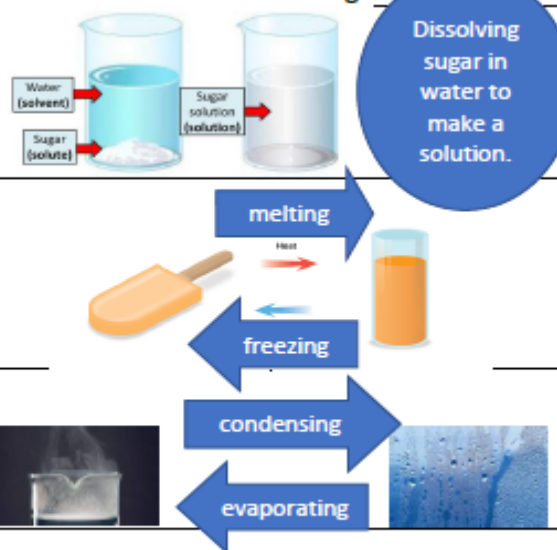 Dissolving
sugar in
water to
make a
solution.
Water
(solvent)
Sugar
solution
(solution)
Sugar
(solute)
melting
Heat
freezing
condensing
evaporating